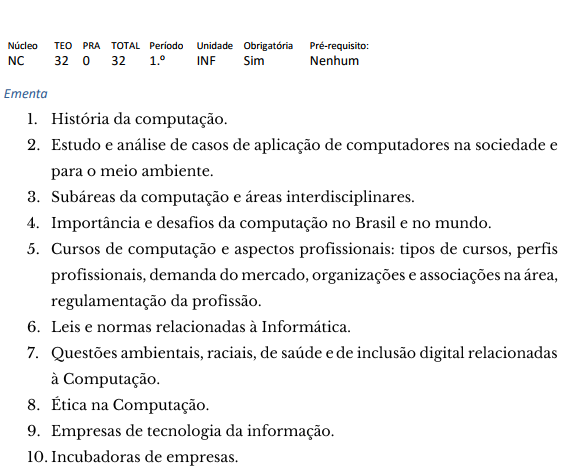 Núcleo TEO PRA TOTAL Período Unidade Obrigatória Pré-requisito:
NC 32 0 32 1.º INF Sim Nenhum
Ementa
1. História da computação.
2. Estudo e análise de casos de aplicação de computadores na sociedade e
para o meio ambiente.
3. Subáreas da computação e áreas interdisciplinares.
4. Importância e desafios da computação no Brasil e no mundo.
5. Cursos de computação e aspectos profissionais: tipos de cursos, perfis
profissionais, demanda do mercado, organizações e associações na área,
regulamentação da profissão.
6. Leis e normas relacionadas à Informática.
7. Questões ambientais, raciais, de saúde e de inclusão digital relacionadas
à Computação.
8. Ética na Computação.
9. Empresas de tecnologia da informação.
10. Incubadoras de empresas.